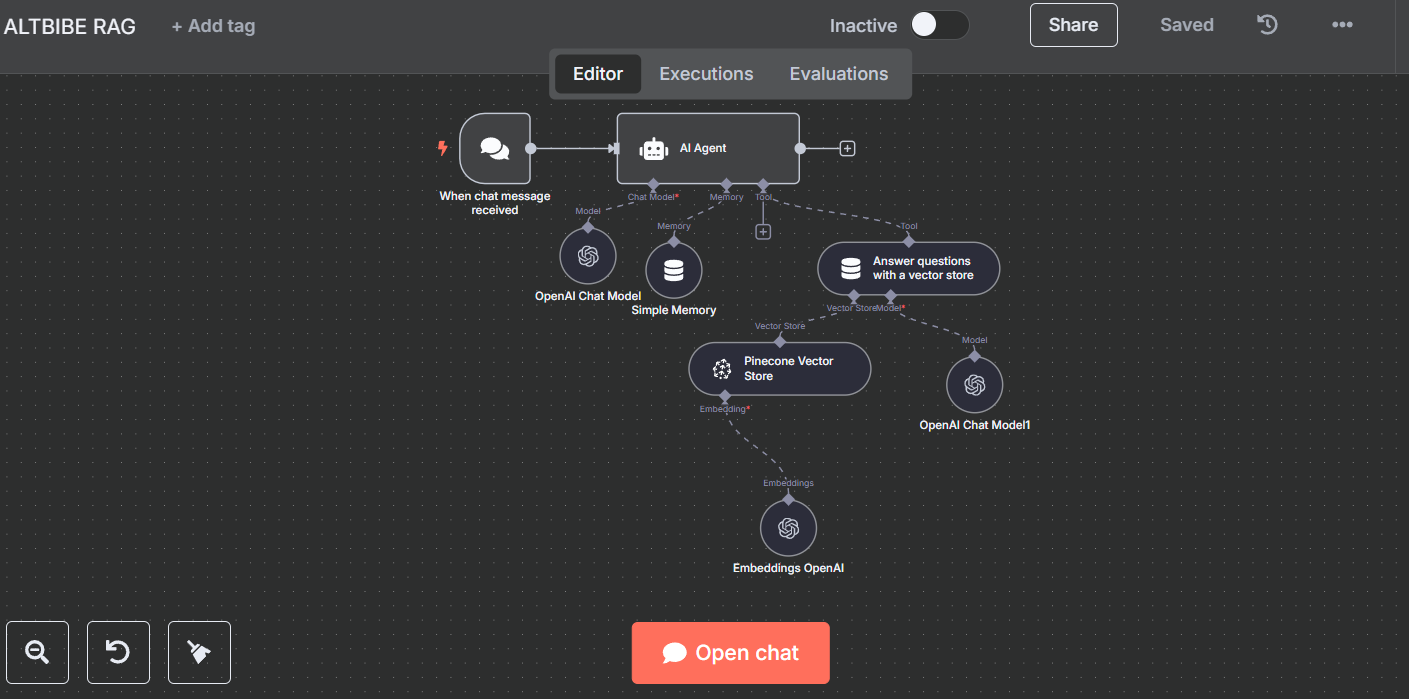 ALTBIBE RAG
+ Add tag
Inactive
Share
Saved
Editor
Executions
Evaluations
AI Agent
When chat message
received
Chat Model*
Memory
Tool
Model
Memory
Tool
OpenAI Chat Model
Simple Memory
Answer questions
with a vector store
Vector Store
Model*
Vector Store
Model
Pinecone Vector
Store
Embedding*
OpenAI Chat Model1
Embeddings
Embeddings OpenAI
Open chat